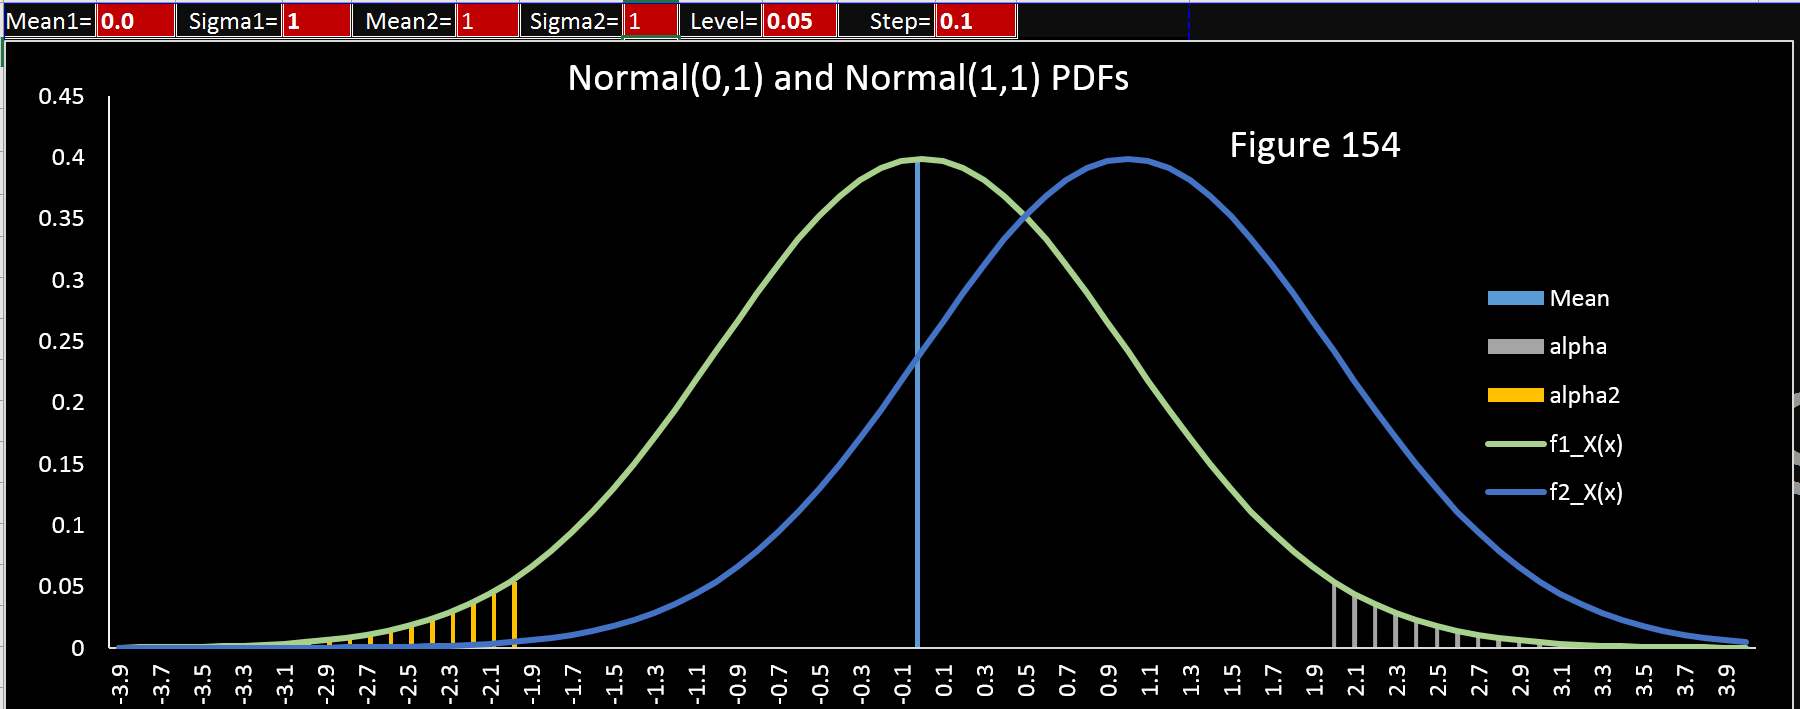 Mean1= 0.0 Sigma1= 1 Mean2= 1 Sigma2= 1 Level= 0.05 Step= 0.1
Normal(0,1) and Normal(1,1) PDFs
Figure 154
0.45
0.4
0.35
0.3
0.25
0.2
0.15
0.1
0.05
0
Mean
alpha
alpha2
f1_X(x)
f2_X(x)
-3.9 -3.7 -3.5 -3.3 -3.1 -2.9 -2.7 -2.5 -2.3 -2.1 -1.9 -1.7 -1.5 -1.3 -1.1 -0.9 -0.7 -0.5 -0.3 -0.1 0.1 0.3 0.5 0.7 0.9 1.1 1.3 1.5 1.7 1.9 2.1 2.3 2.5 2.7 2.9 3.1 3.3 3.5 3.7 3.9